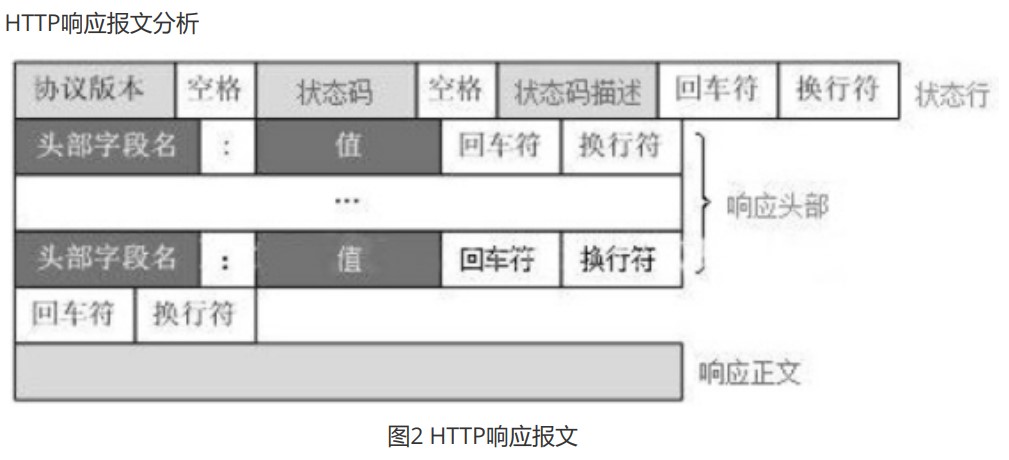 HTTP响应报文分析
协议版本 空格 状态码 空格 状态码描述 回车符 换行符 状态行
头部字段名 : 值 回车符 换行符
...
响应头部
头部字段名 : 值 回车符 换行符
回车符 换行符
响应正文
图2 HTTP响应报文